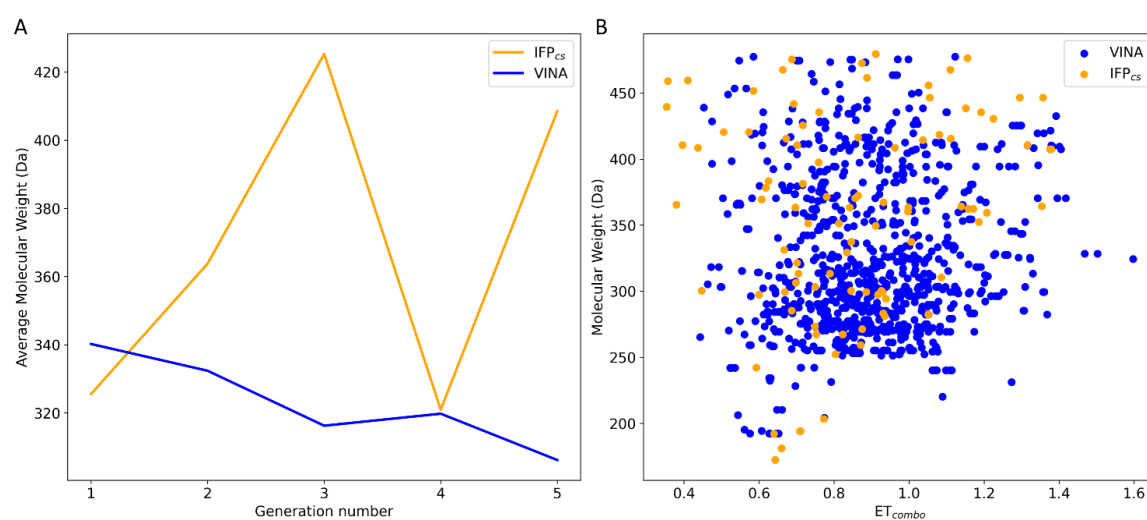 A
IFPcs
VINA
420
400
380
360
340
320
Average Molecular Weight (Da)
1
2
3
4
5
Generation number
B
VINA
IFPcs
450
400
350
300
250
200
Molecular Weight (Da)
0.4
0.6
0.8
1.0
1.2
1.4
1.6
ETcombo